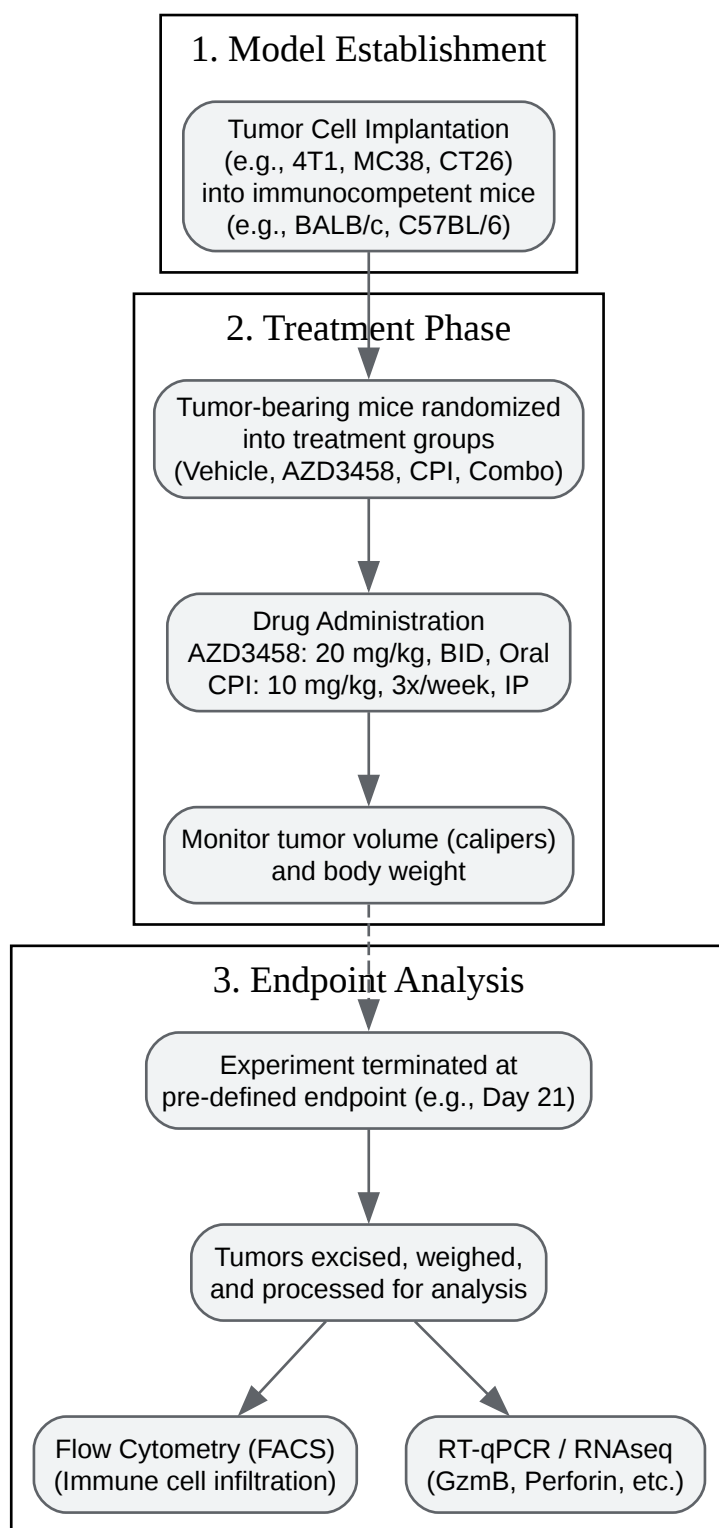 1. Model Establishment
Tumor Cell Implantation
(e.g., 4T1, MC38, CT26)
into immunocompetent mice
(e.g., BALB/c, C57BL/6)
2. Treatment Phase
Tumor-bearing mice randomized
into treatment groups
(Vehicle, AZD3458, CPI, Combo)
Drug Administration
AZD3458: 20 mg/kg, BID, Oral
CPI: 10 mg/kg, 3x/week, IP
Monitor tumor volume (calipers)
and body weight
3. Endpoint Analysis
Experiment terminated at
pre-defined endpoint (e.g., Day 21)
Tumors excised, weighed,
and processed for analysis
Flow Cytometry (FACS)
(Immune cell infiltration)
RT-qPCR / RNAseq
(GzmB, Perforin, etc.)